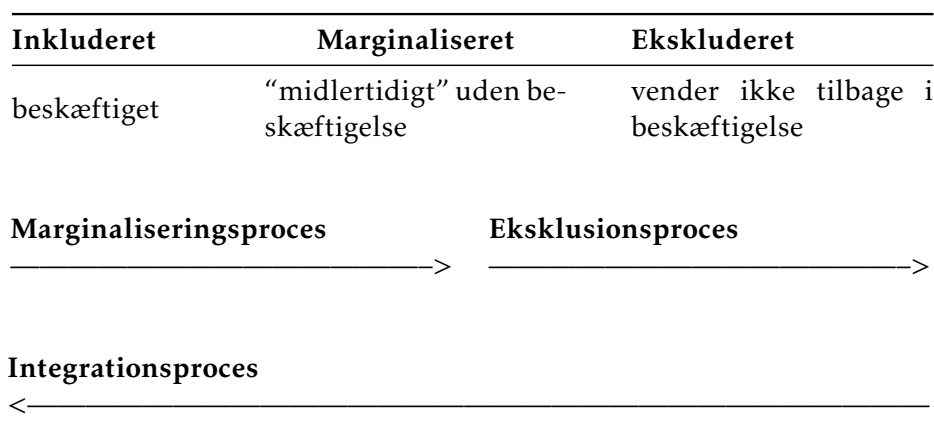 Inkluderet Marginaliseret Ekskluderet
beskæftiget “midlertidigt” uden be- vender ikke tilbage i
skæftigelse beskæftigelse
Marginaliseringsproces Eksklusionsproces
———————————————> ———————————————>
Integrationsproces
<————————————————————————————————